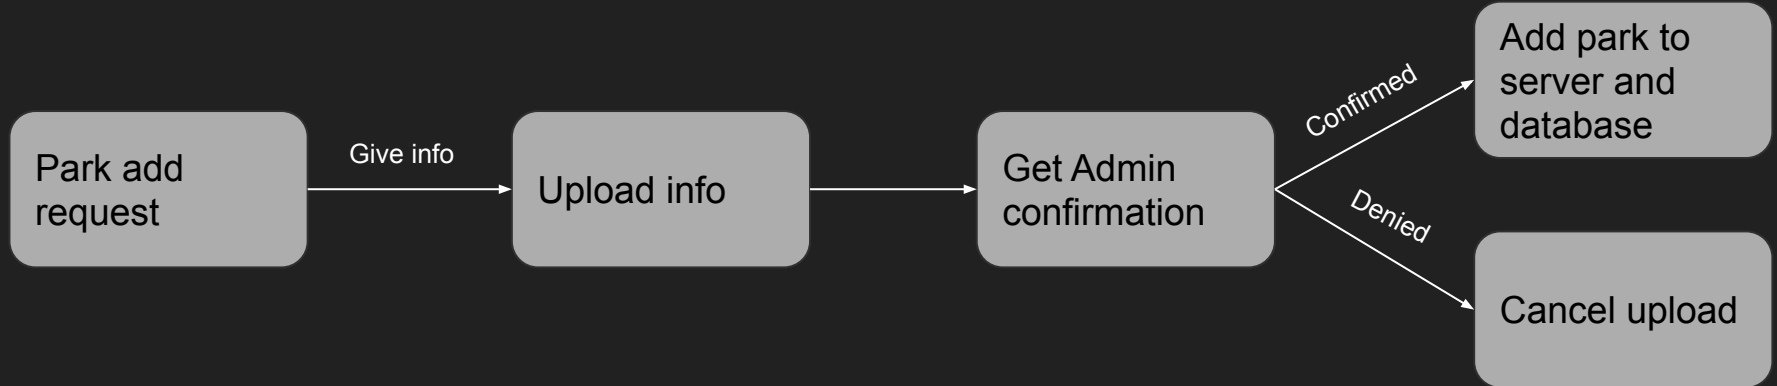 Park add
request
Give info
Upload info
Get Admin
confirmation
Confirmed
Add park to
server and
database
Denied
Cancel upload